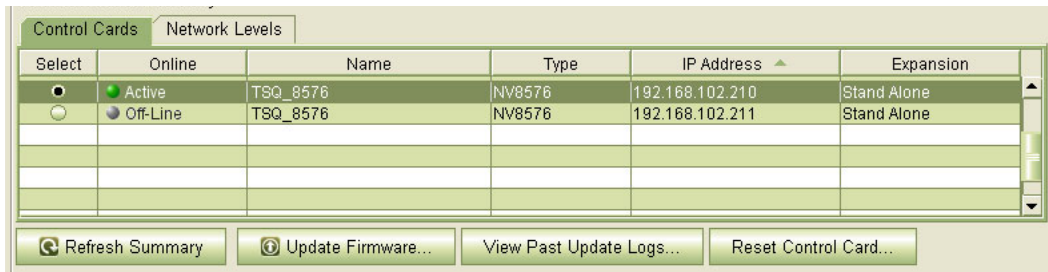 Control Cards Network Levels
Select Online Name Type IP Address Expansion
Active TSQ_8576 NV8576 192.168.102.210 Stand Alone
Off-Line TSQ_8576 NV8576 192.168.102.211 Stand Alone
Refresh Summary Update Firmware... View Past Update Logs... Reset Control Card...